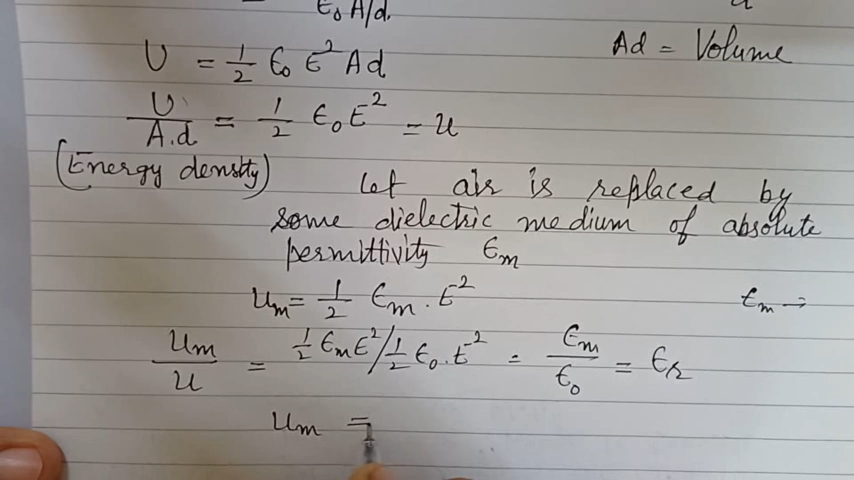 ϵ₀ A/d.
U = 1/2 ϵ₀ E² Ad
Ad = Volume
U/A.d = 1/2 ϵ₀E² = u
(Energy density)
Let air is replaced by
some dielectric medium of absolute
permittivity ϵm
um = 1/2 ϵm . E²
ϵm →
um/u = 1/2 ϵm E² / 1/2 ϵ₀ . E² = ϵm/ϵ₀ = ϵr
um =